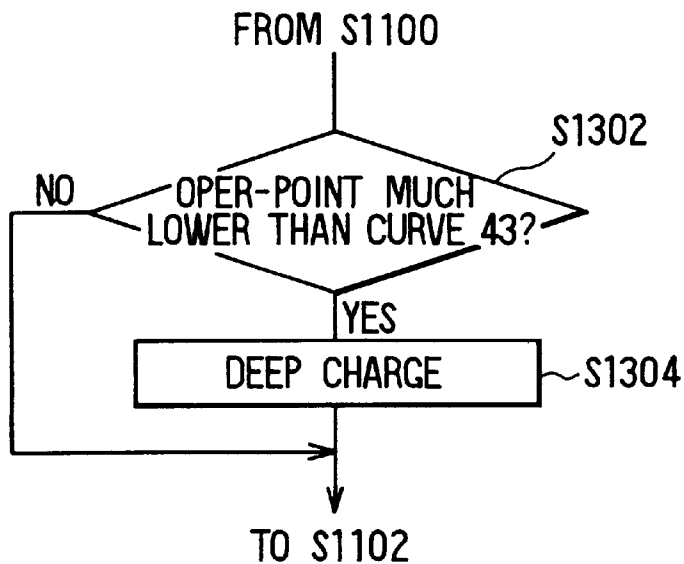 FROM S1100
S1302
NO
OPER-POINT MUCH
LOWER THAN CURVE 43?
YES
DEEP CHARGE
S1304
TO S1102